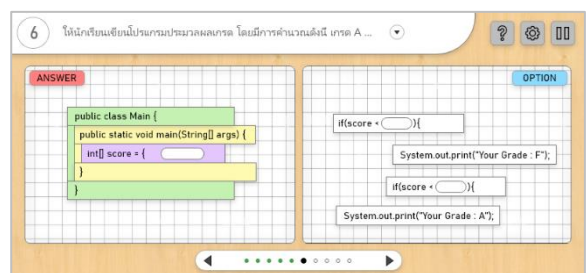 6
ให้นักเรียนเขียนโปรแกรมประมวลผลเกรด โดยมีการคำนวณดังนี้ เกรด A ...
?
ANSWER
public class Main {
public static void main(String[] args) {
int[] score = {
}
}
OPTION
if(score < ){
System.out.print("Your Grade : F");
if(score < ){
System.out.print("Your Grade : A");